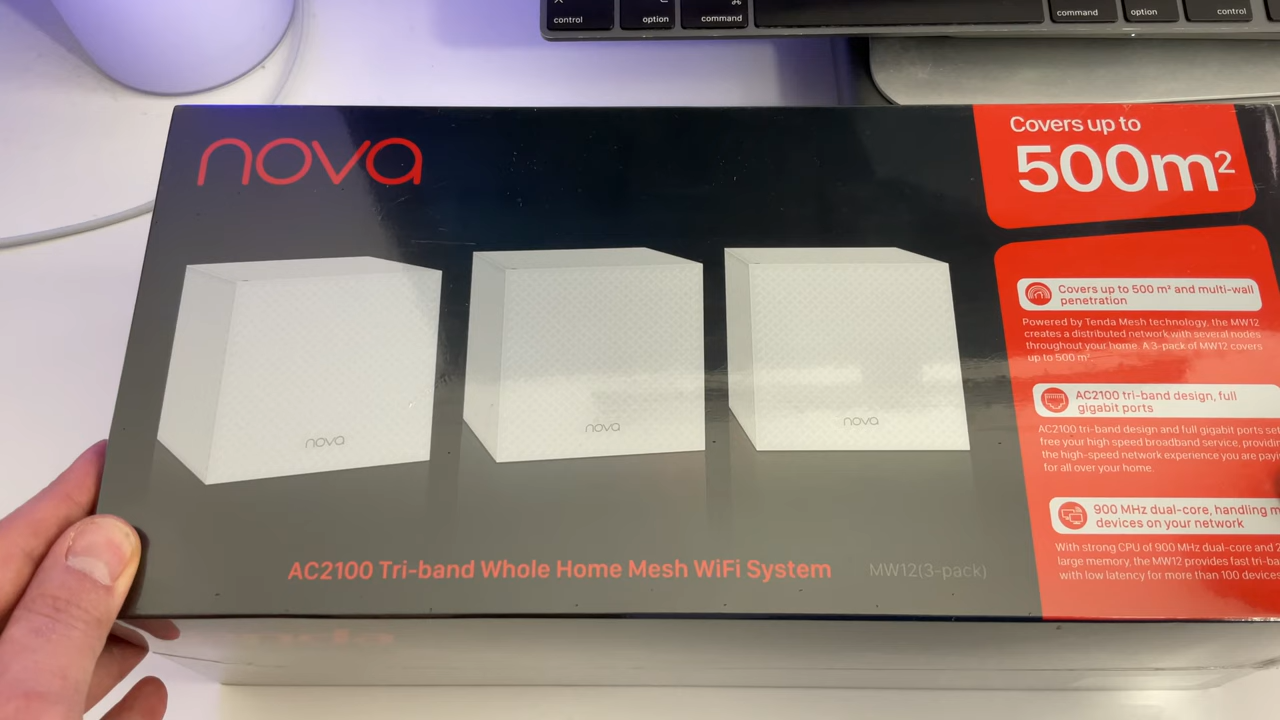 control
option
command
command
option
control
nova
Covers up to
500m²
nova
nova
nova
Covers up to 500 m² and multi-wall
penetration
Powered by Tenda Mesh technology, the MW12
creates a distributed network with several nodes
throughout your home. A 3-pack of MW12 covers
up to 500 m².
AC2100 tri-band design, full
gigabit ports
AC2100 tri-band design and full gigabit ports set
free your high speed broadband service, providin
the high-speed network experience you are payi
for all over your home.
900 MHz dual-core, handling m
devices on your network
With strong CPU of 900 MHz dual-core and 2
large memory, the MW12 provides fast tri-ba
with low latency for more than 100 devices
AC2100 Tri-band Whole Home Mesh WiFi System
MW12(3-pack)